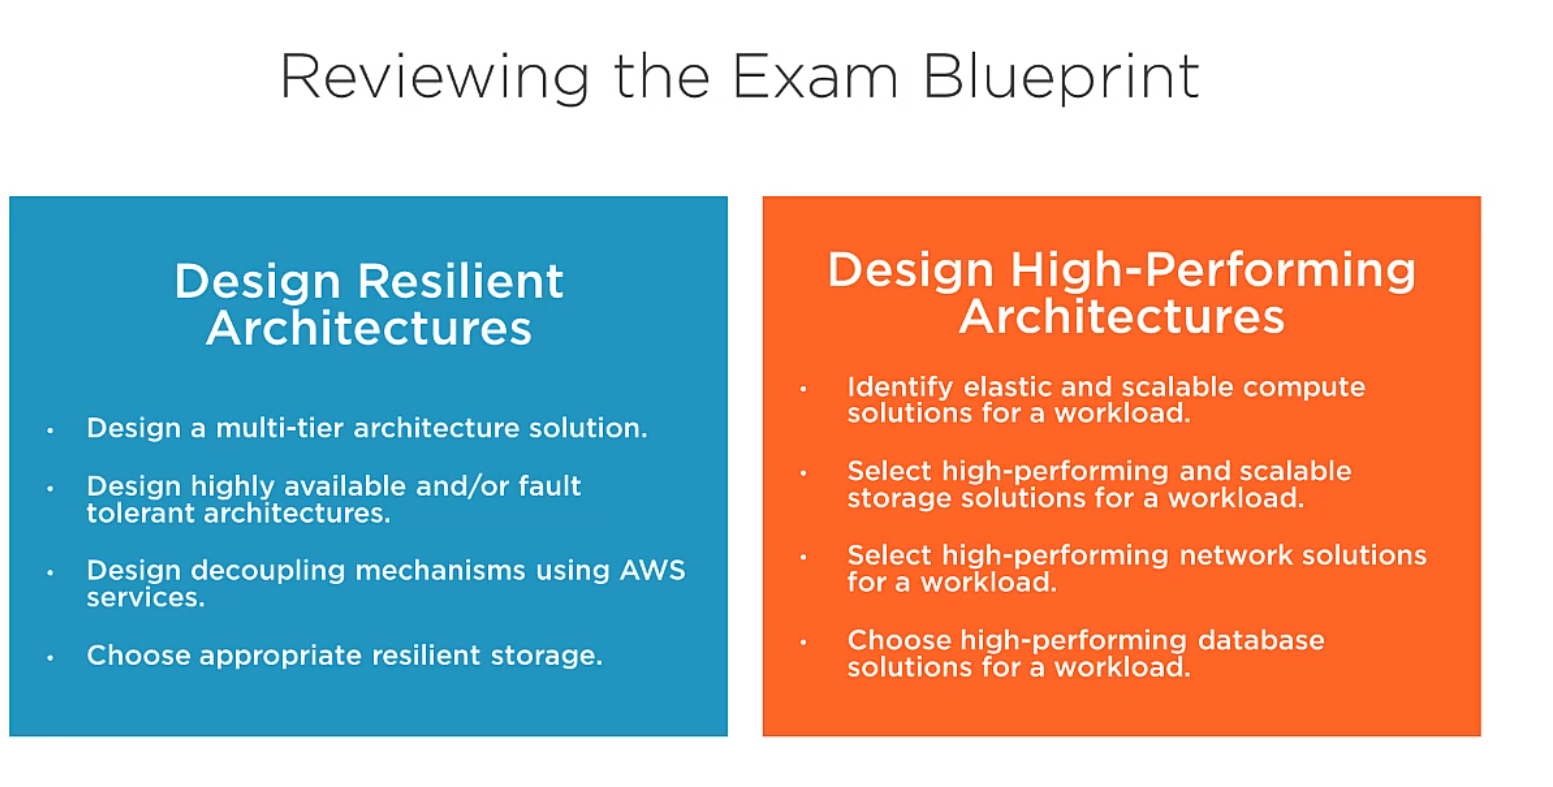 Reviewing the Exam Blueprint
Design Resilient
Architectures
• Design a multi-tier architecture solution.
• Design highly available and/or fault
tolerant architectures.
• Design decoupling mechanisms using AWS
services.
• Choose appropriate resilient storage.
Design High-Performing
Architectures
• Identify elastic and scalable compute
solutions for a workload.
• Select high-performing and scalable
storage solutions for a workload.
• Select high-performing network solutions
for a workload.
• Choose high-performing database
solutions for a workload.